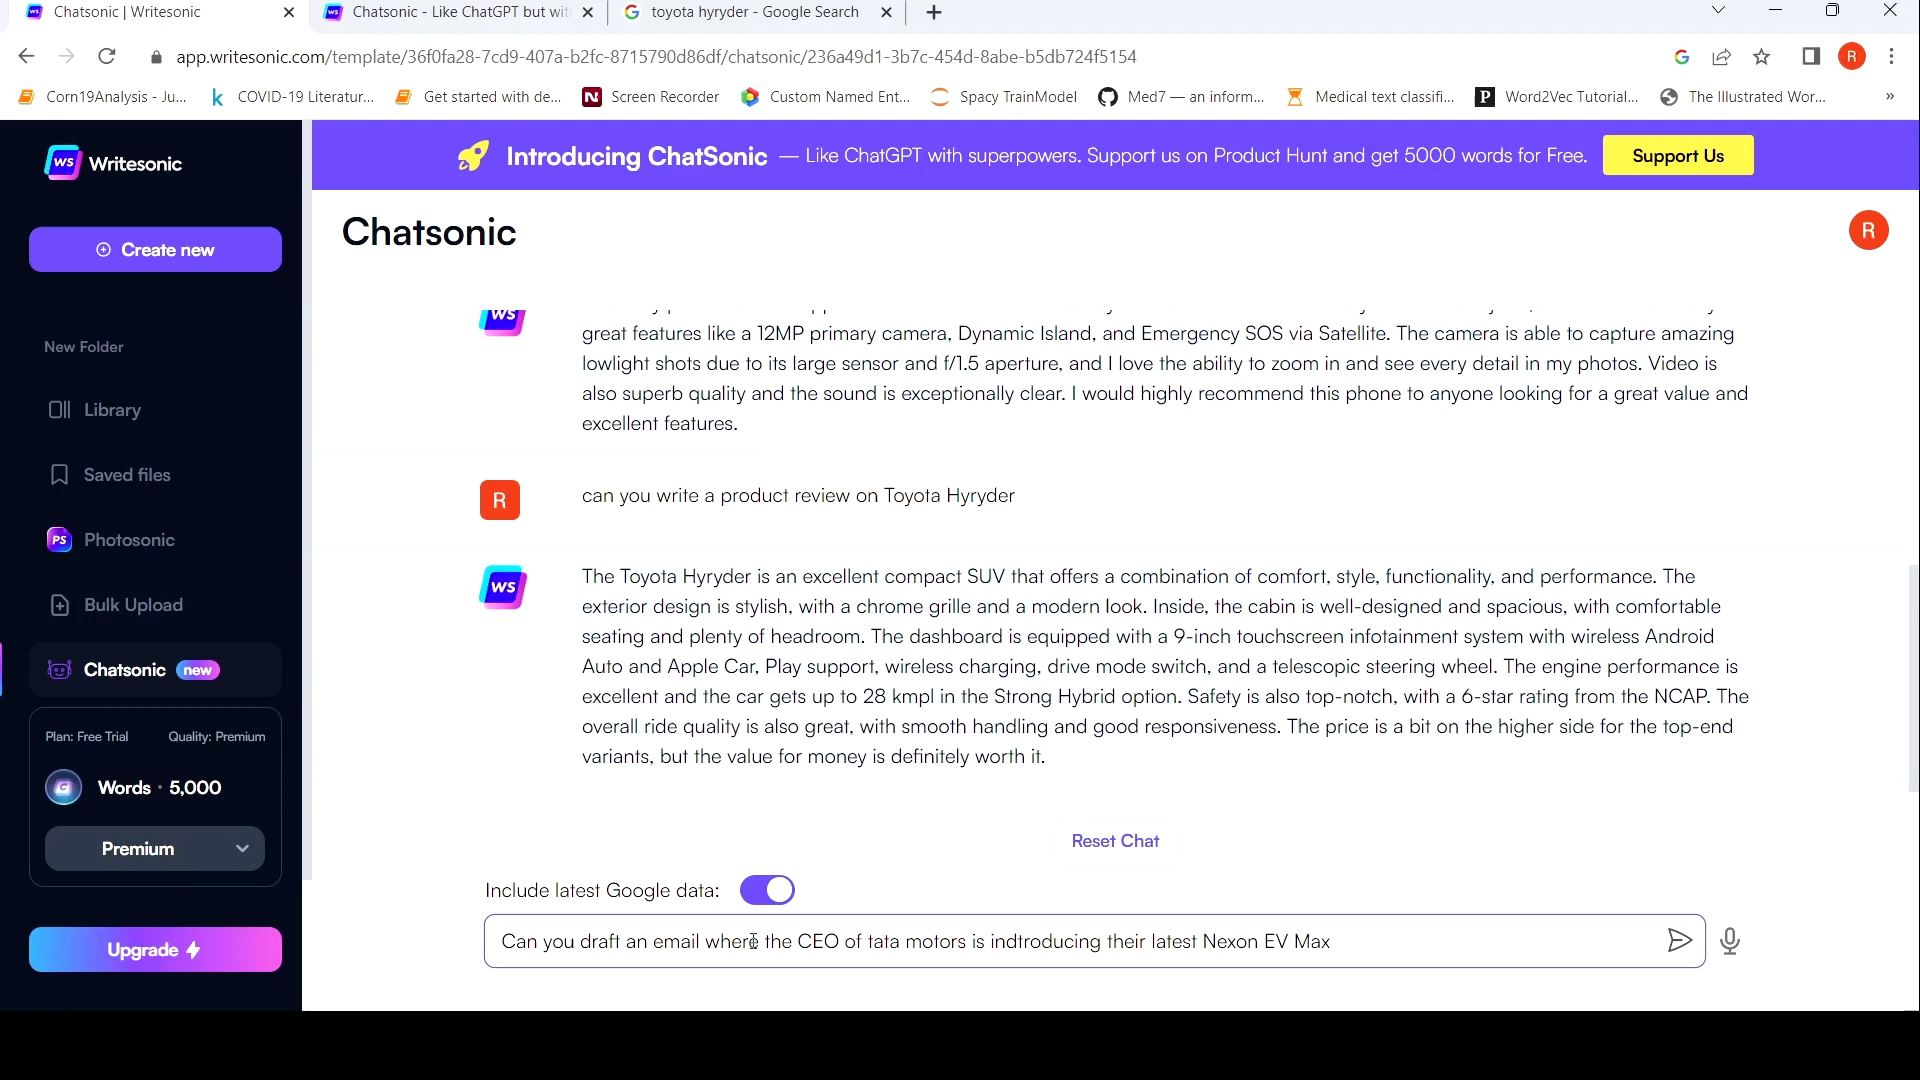 Chatsonic | Writesonic
Chatsonic - Like ChatGPT but wit
toyota hyryder - Google Search
app.writesonic.com/template/36f0fa28-7cd9-407a-b2fc-8715790d86df/chatsonic/236a49d1-3b7c-454d-8abe-b5db724f5154
R
Corn19Analysis - Ju...
COVID-19 Literatur...
Get started with de...
Screen Recorder
Custom Named Ent...
Spacy TrainModel
Med7 — an inform...
Medical text classifi...
Word2Vec Tutorial...
The Illustrated Wor...
»
WS Writesonic
Introducing ChatSonic — Like ChatGPT with superpowers. Support us on Product Hunt and get 5000 words for Free.
Support Us
Create new
Chatsonic
R
New Folder
Library
Saved files
PS Photosonic
Bulk Upload
Chatsonic new
Plan: Free Trial
Quality: Premium
Words · 5,000
Premium
Upgrade
WS
great features like a 12MP primary camera, Dynamic Island, and Emergency SOS via Satellite. The camera is able to capture amazing
lowlight shots due to its large sensor and f/1.5 aperture, and I love the ability to zoom in and see every detail in my photos. Video is
also superb quality and the sound is exceptionally clear. I would highly recommend this phone to anyone looking for a great value and
excellent features.
R
can you write a product review on Toyota Hyryder
WS
The Toyota Hyryder is an excellent compact SUV that offers a combination of comfort, style, functionality, and performance. The
exterior design is stylish, with a chrome grille and a modern look. Inside, the cabin is well-designed and spacious, with comfortable
seating and plenty of headroom. The dashboard is equipped with a 9-inch touchscreen infotainment system with wireless Android
Auto and Apple Car, Play support, wireless charging, drive mode switch, and a telescopic steering wheel. The engine performance is
excellent and the car gets up to 28 kmpl in the Strong Hybrid option. Safety is also top-notch, with a 6-star rating from the NCAP. The
overall ride quality is also great, with smooth handling and good responsiveness. The price is a bit on the higher side for the top-end
variants, but the value for money is definitely worth it.
Reset Chat
Include latest Google data:
Can you draft an email where the CEO of tata motors is indtroducing their latest Nexon EV Max